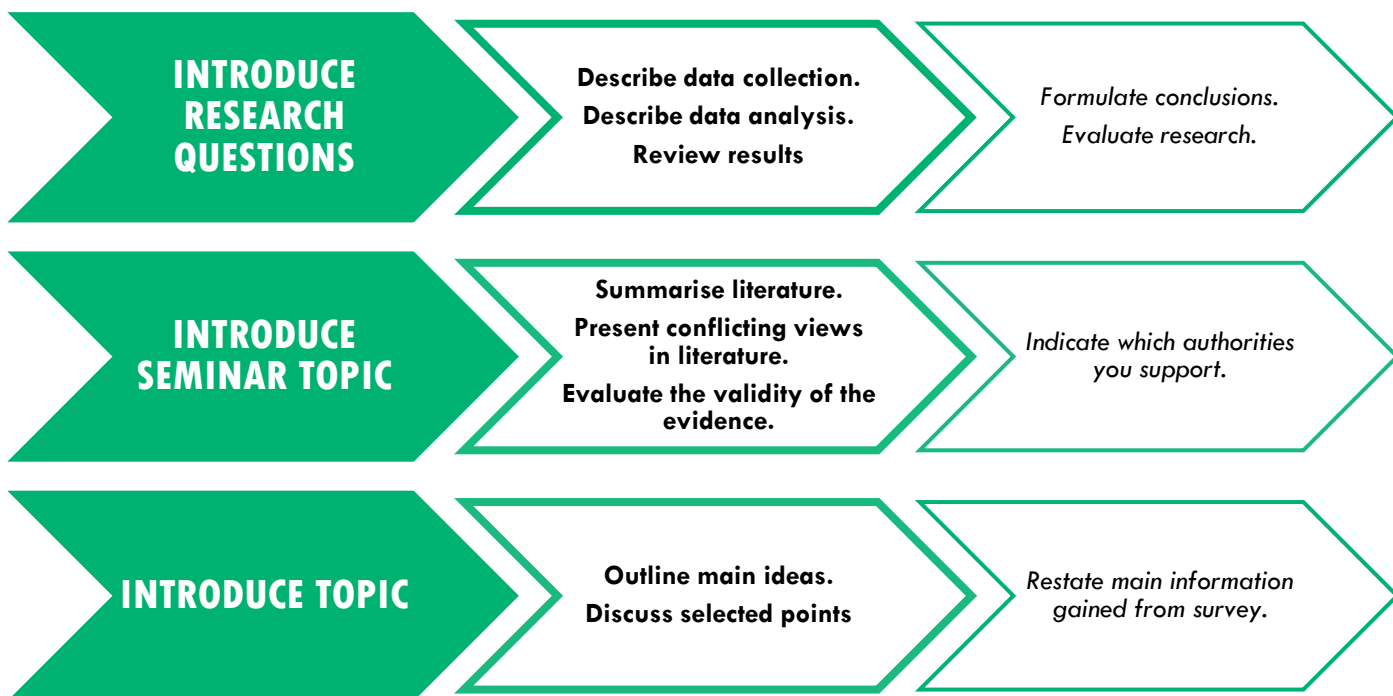 INTRODUCE
RESEARCH
QUESTIONS
Describe data collection.
Describe data analysis.
Review results
Formulate conclusions.
Evaluate research.
INTRODUCE
SEMINAR TOPIC
Summarise literature.
Present conflicting views
in literature.
Evaluate the validity of the
evidence.
Indicate which authorities
you support.
INTRODUCE TOPIC
Outline main ideas.
Discuss selected points
Restate main information
gained from survey.